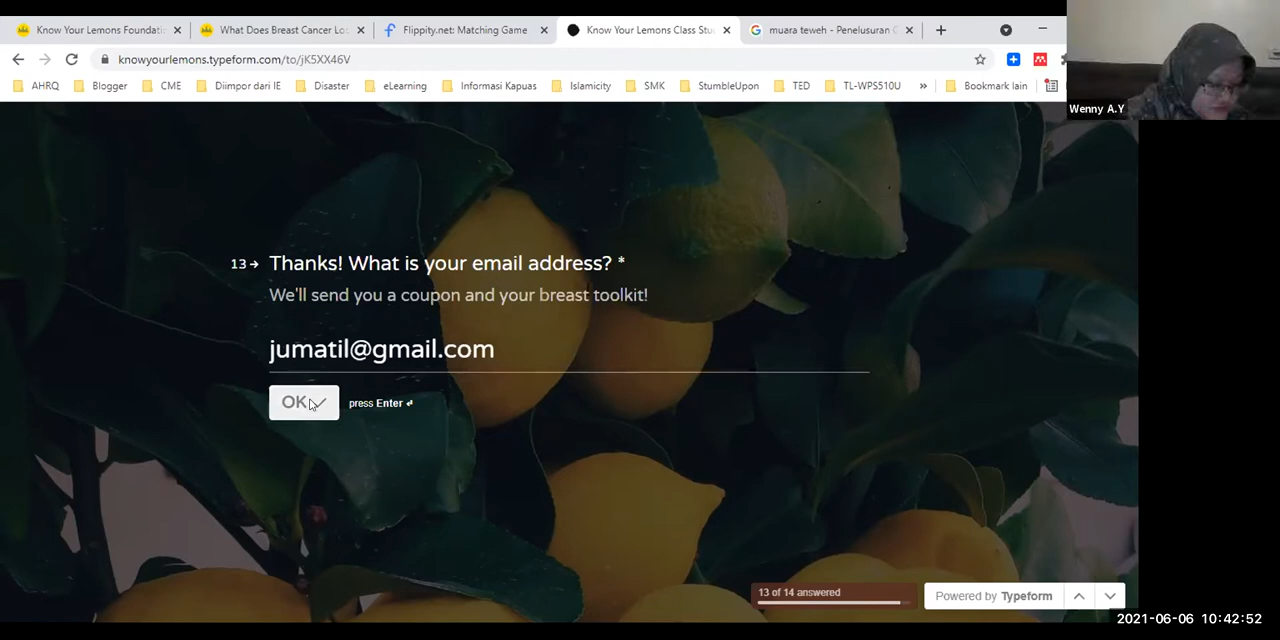 Know Your Lemons Foundatic
What Does Breast Cancer Loo
Flippity.net: Matching Game
Know Your Lemons Class Stu
muara teweh - Penelusuran G
knowyourlemons.typeform.com/to/jK5XX46V
AHRQ
Blogger
CME
Diimpor dari IE
Disaster
eLearning
Informasi Kapuas
Islamicity
SMK
StumbleUpon
TED
TL-WPS510U
»
Bookmark lain
Wenny A.Y
13 → Thanks! What is your email address? *
We'll send you a coupon and your breast toolkit!
jumatil@gmail.com
OK ✓ press Enter ↵
13 of 14 answered
Powered by Typeform
2021-06-06 10:42:52